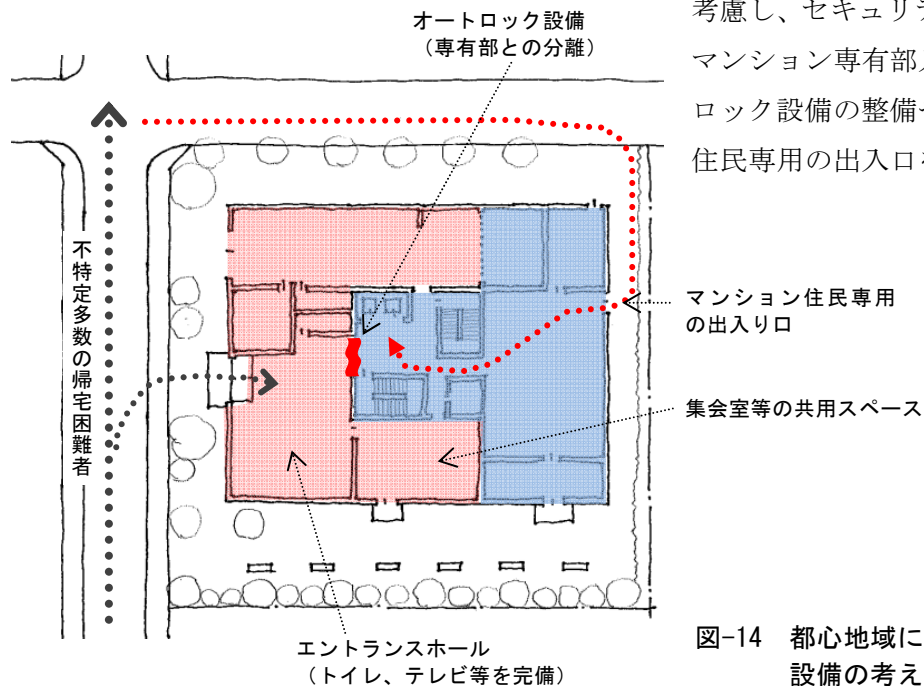 オートロック設備
(専有部との分離)
考慮し、セキュリテ
マンション専有部
ロック設備の整備
住民専用の出入口
不特定多数の帰宅困難者
マンション住民専用
の出入り口
集会室等の共用スペース
エントランスホール
(トイレ、テレビ等を完備)
図-14 都心地域に
設備の考え